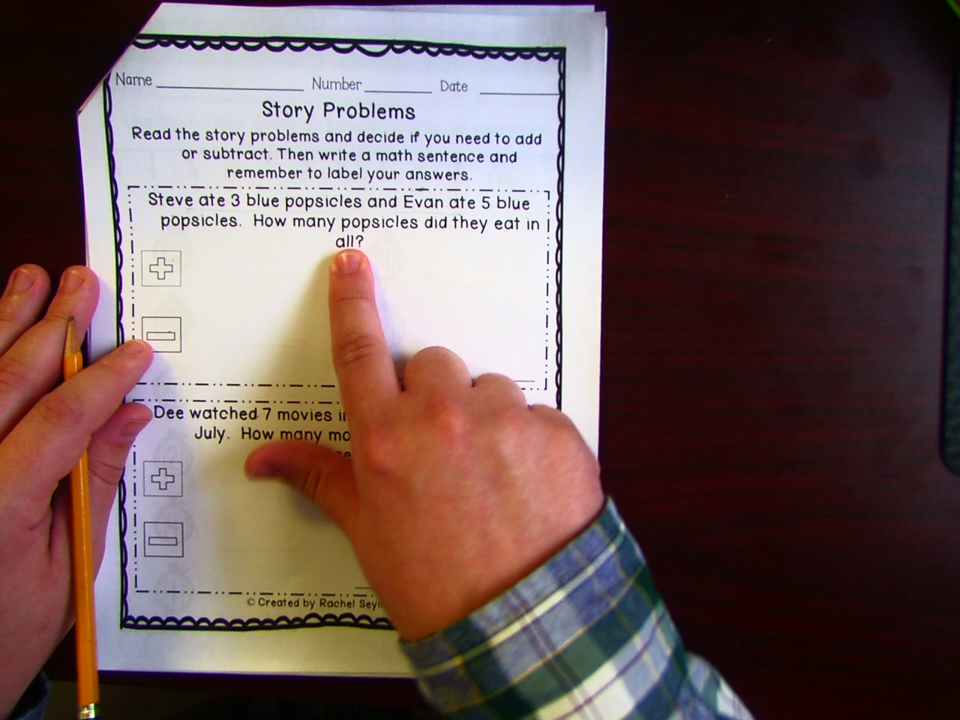 Name Number Date
Story Problems
Read the story problems and decide if you need to add
or subtract. Then write a math sentence and
remember to label your answers.
Steve ate 3 blue popsicles and Evan ate 5 blue
popsicles. How many popsicles did they eat in
all?
Dee watched 7 movies
July. How many
© Created by Rachel